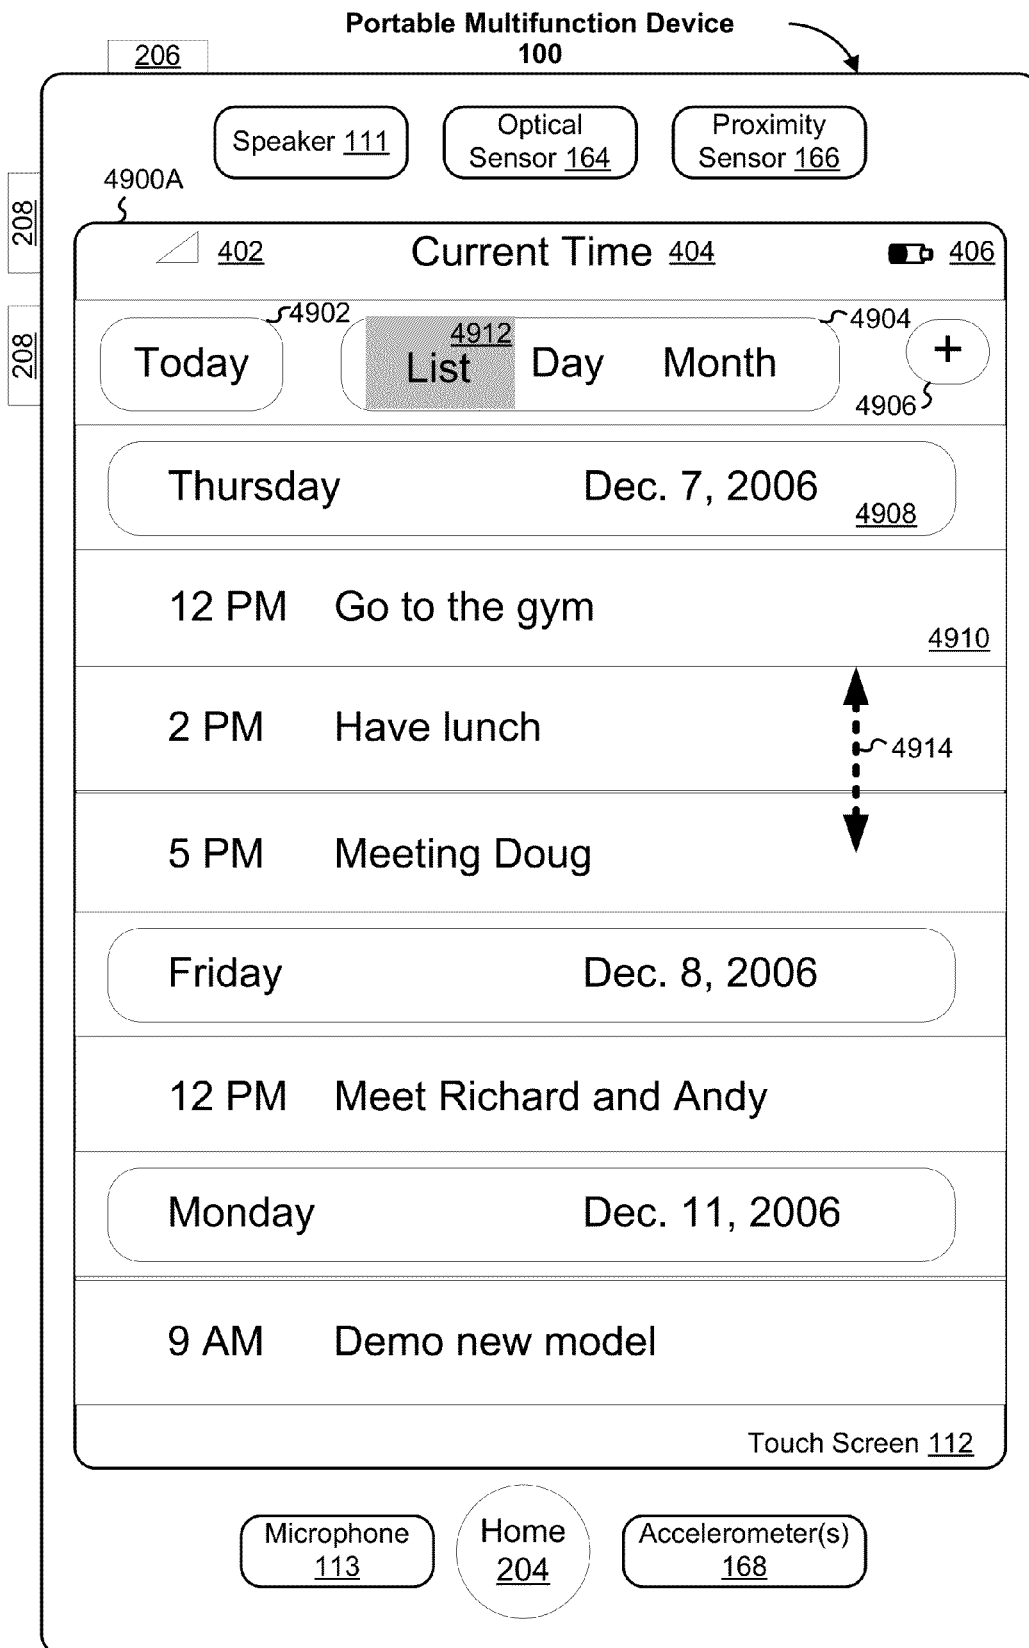 Portable Multifunction Device
100
206
Speaker 111
Optical
Sensor 164
Proximity
Sensor 166
4900A
208
208
402
Current Time 404
406
4902
4904
4912
Today
List
Day
Month
+
4906
Thursday
Dec. 7, 2006
4908
12 PM
Go to the gym
4910
2 PM
Have lunch
4914
5 PM
Meeting Doug
Friday
Dec. 8, 2006
12 PM
Meet Richard and Andy
Monday
Dec. 11, 2006
9 AM
Demo new model
Touch Screen 112
Microphone
113
Home
204
Accelerometer(s)
168